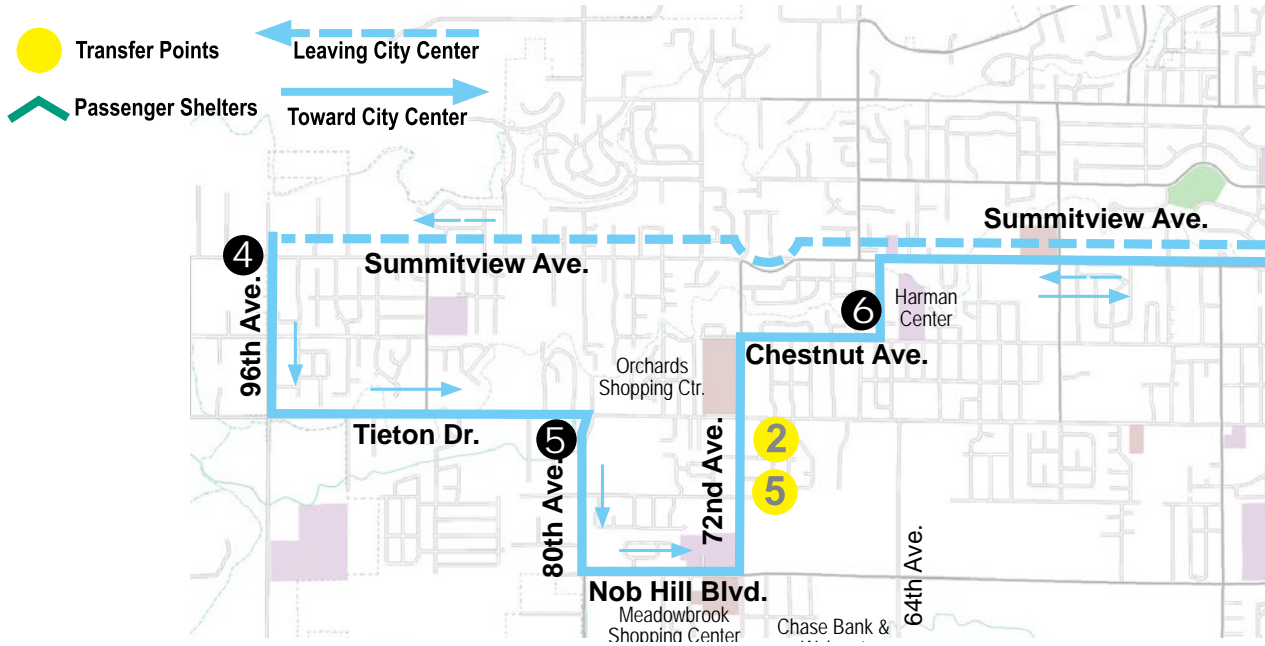 Transfer Points
Leaving City Center
Passenger Shelters
Toward City Center
Summitview Ave.
4
Summitview Ave.
96th Ave.
6
Harman
Center
Chestnut Ave.
Orchards
Shopping Ctr.
Tieton Dr.
5
80th Ave.
72nd Ave.
2
5
64th Ave.
Nob Hill Blvd.
Meadowbrook
Shopping Center
Chase Bank &